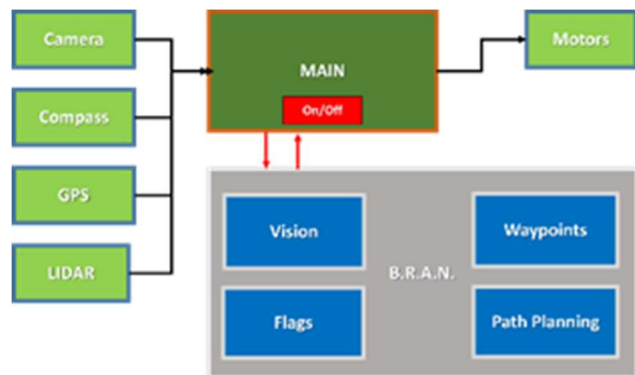 Camera
MAIN
Motors
On/Off
Compass
GPS
LIDAR
Vision
Waypoints
B.R.A.N.
Flags
Path Planning